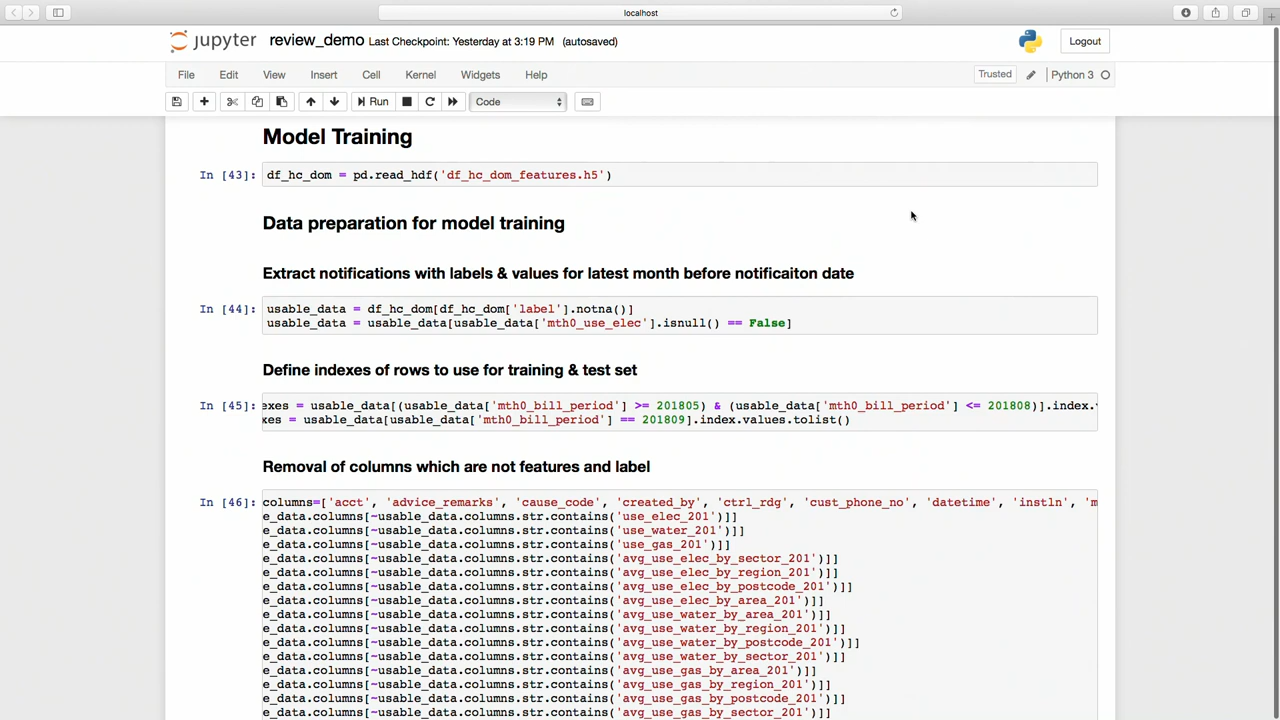 localhost
jupyter review_demo Last Checkpoint: Yesterday at 3:19 PM (autosaved) Logout
File Edit View Insert Cell Kernel Widgets Help Trusted Python 3
Run Code
Model Training
In [43]: df_hc_dom = pd.read_hdf('df_hc_dom_features.h5')
Data preparation for model training
Extract notifications with labels & values for latest month before notificaiton date
In [44]: usable_data = df_hc_dom[df_hc_dom['label'].notna()]
usable_data = usable_data[usable_data['mth0_use_elec'].isnull() == False]
Define indexes of rows to use for training & test set
In [45]: exes = usable_data[(usable_data['mth0_bill_period'] >= 201805) & (usable_data['mth0_bill_period'] <= 201808)].index.
xes = usable_data[usable_data['mth0_bill_period'] == 201809].index.values.tolist()
Removal of columns which are not features and label
In [46]: columns=['acct', 'advice_remarks', 'cause_code', 'created_by', 'ctrl_rdg', 'cust_phone_no', 'datetime', 'instln', 'm
e_data.columns[~usable_data.columns.str.contains('use_elec_201')]]
e_data.columns[~usable_data.columns.str.contains('use_water_201')]]
e_data.columns[~usable_data.columns.str.contains('use_gas_201')]]
e_data.columns[~usable_data.columns.str.contains('avg_use_elec_by_sector_201')]]
e_data.columns[~usable_data.columns.str.contains('avg_use_elec_by_region_201')]]
e_data.columns[~usable_data.columns.str.contains('avg_use_elec_by_postcode_201')]]
e_data.columns[~usable_data.columns.str.contains('avg_use_elec_by_area_201')]]
e_data.columns[~usable_data.columns.str.contains('avg_use_water_by_area_201')]]
e_data.columns[~usable_data.columns.str.contains('avg_use_water_by_region_201')]]
e_data.columns[~usable_data.columns.str.contains('avg_use_water_by_postcode_201')]]
e_data.columns[~usable_data.columns.str.contains('avg_use_water_by_sector_201')]]
e_data.columns[~usable_data.columns.str.contains('avg_use_gas_by_area_201')]]
e_data.columns[~usable_data.columns.str.contains('avg_use_gas_by_region_201')]]
e_data.columns[~usable_data.columns.str.contains('avg_use_gas_by_postcode_201')]]
e_data.columns[~usable_data.columns.str.contains('avg_use_gas_by_sector_201')]]